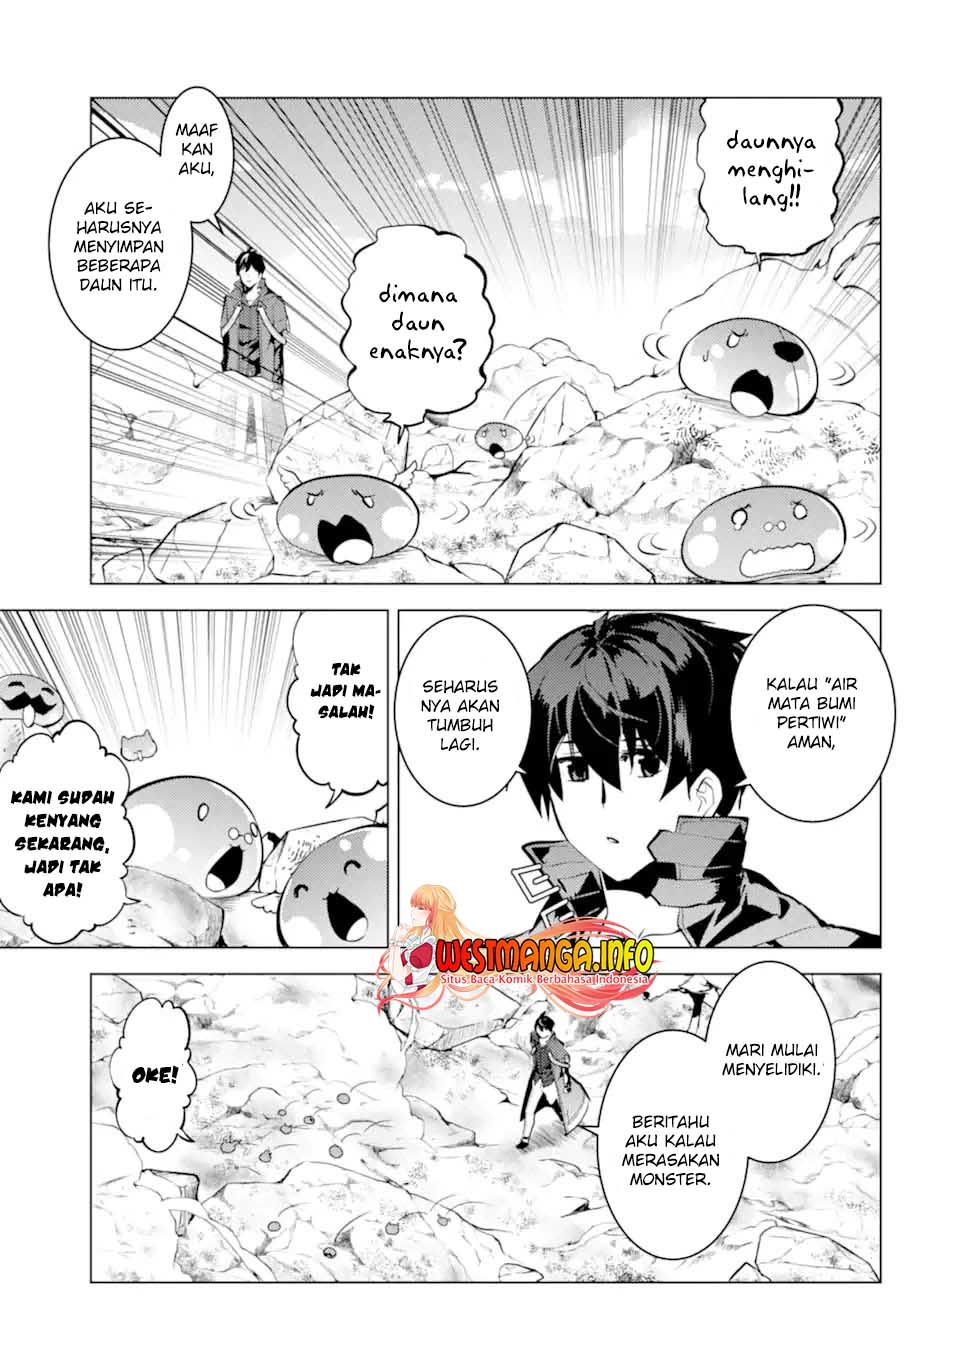 daunnya
menghi-
lang!!
dimana
daun
enaknya?
MAAF
KAN
AKU,
AKU SE-
HARUSNYA
MENYIMPAN
BEBERAPA
DAUN ITU.
KALAU "AIR
MATA BUMI
PERTIWI"
AMAN,
SEHARUS
NYA AKAN
TUMBUH
LAGI.
TAK
JADI MA-
SALAH!
KAMI SUDAH
KENYANG
SEKARANG,
JADI TAK
APA!
WESTMANGA.INFO
Situs Baca Komik Berbahasa Indonesia
MARI MULAI
MENYELIDIKI.
BERITAHU
AKU KALAU
MERASAKAN
MONSTER.
OKE!